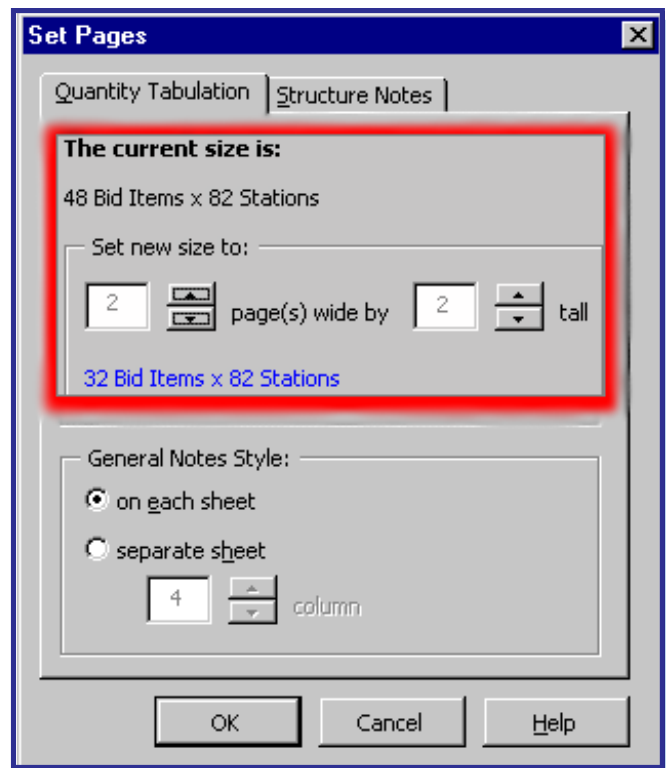 Set Pages
Quantity Tabulation Structure Notes
The current size is:
48 Bid Items x 82 Stations
Set new size to:
2 page(s) wide by 2 tall
32 Bid Items x 82 Stations
General Notes Style:
on each sheet
separate sheet
4 column
OK Cancel Help